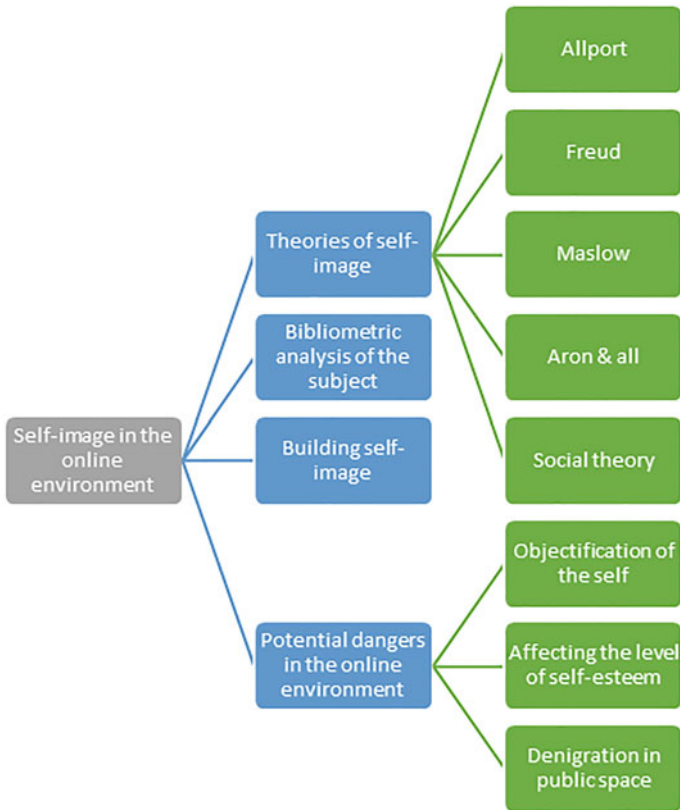 Self-image in the
online
environment
Theories of self-
image
Bibliometric
analysis of the
subject
Building self-
image
Potential dangers
in the online
environment
Allport
Freud
Maslow
Aron & all
Social theory
Objectification of
the self
Affecting the level
of self-esteem
Denigration in
public space